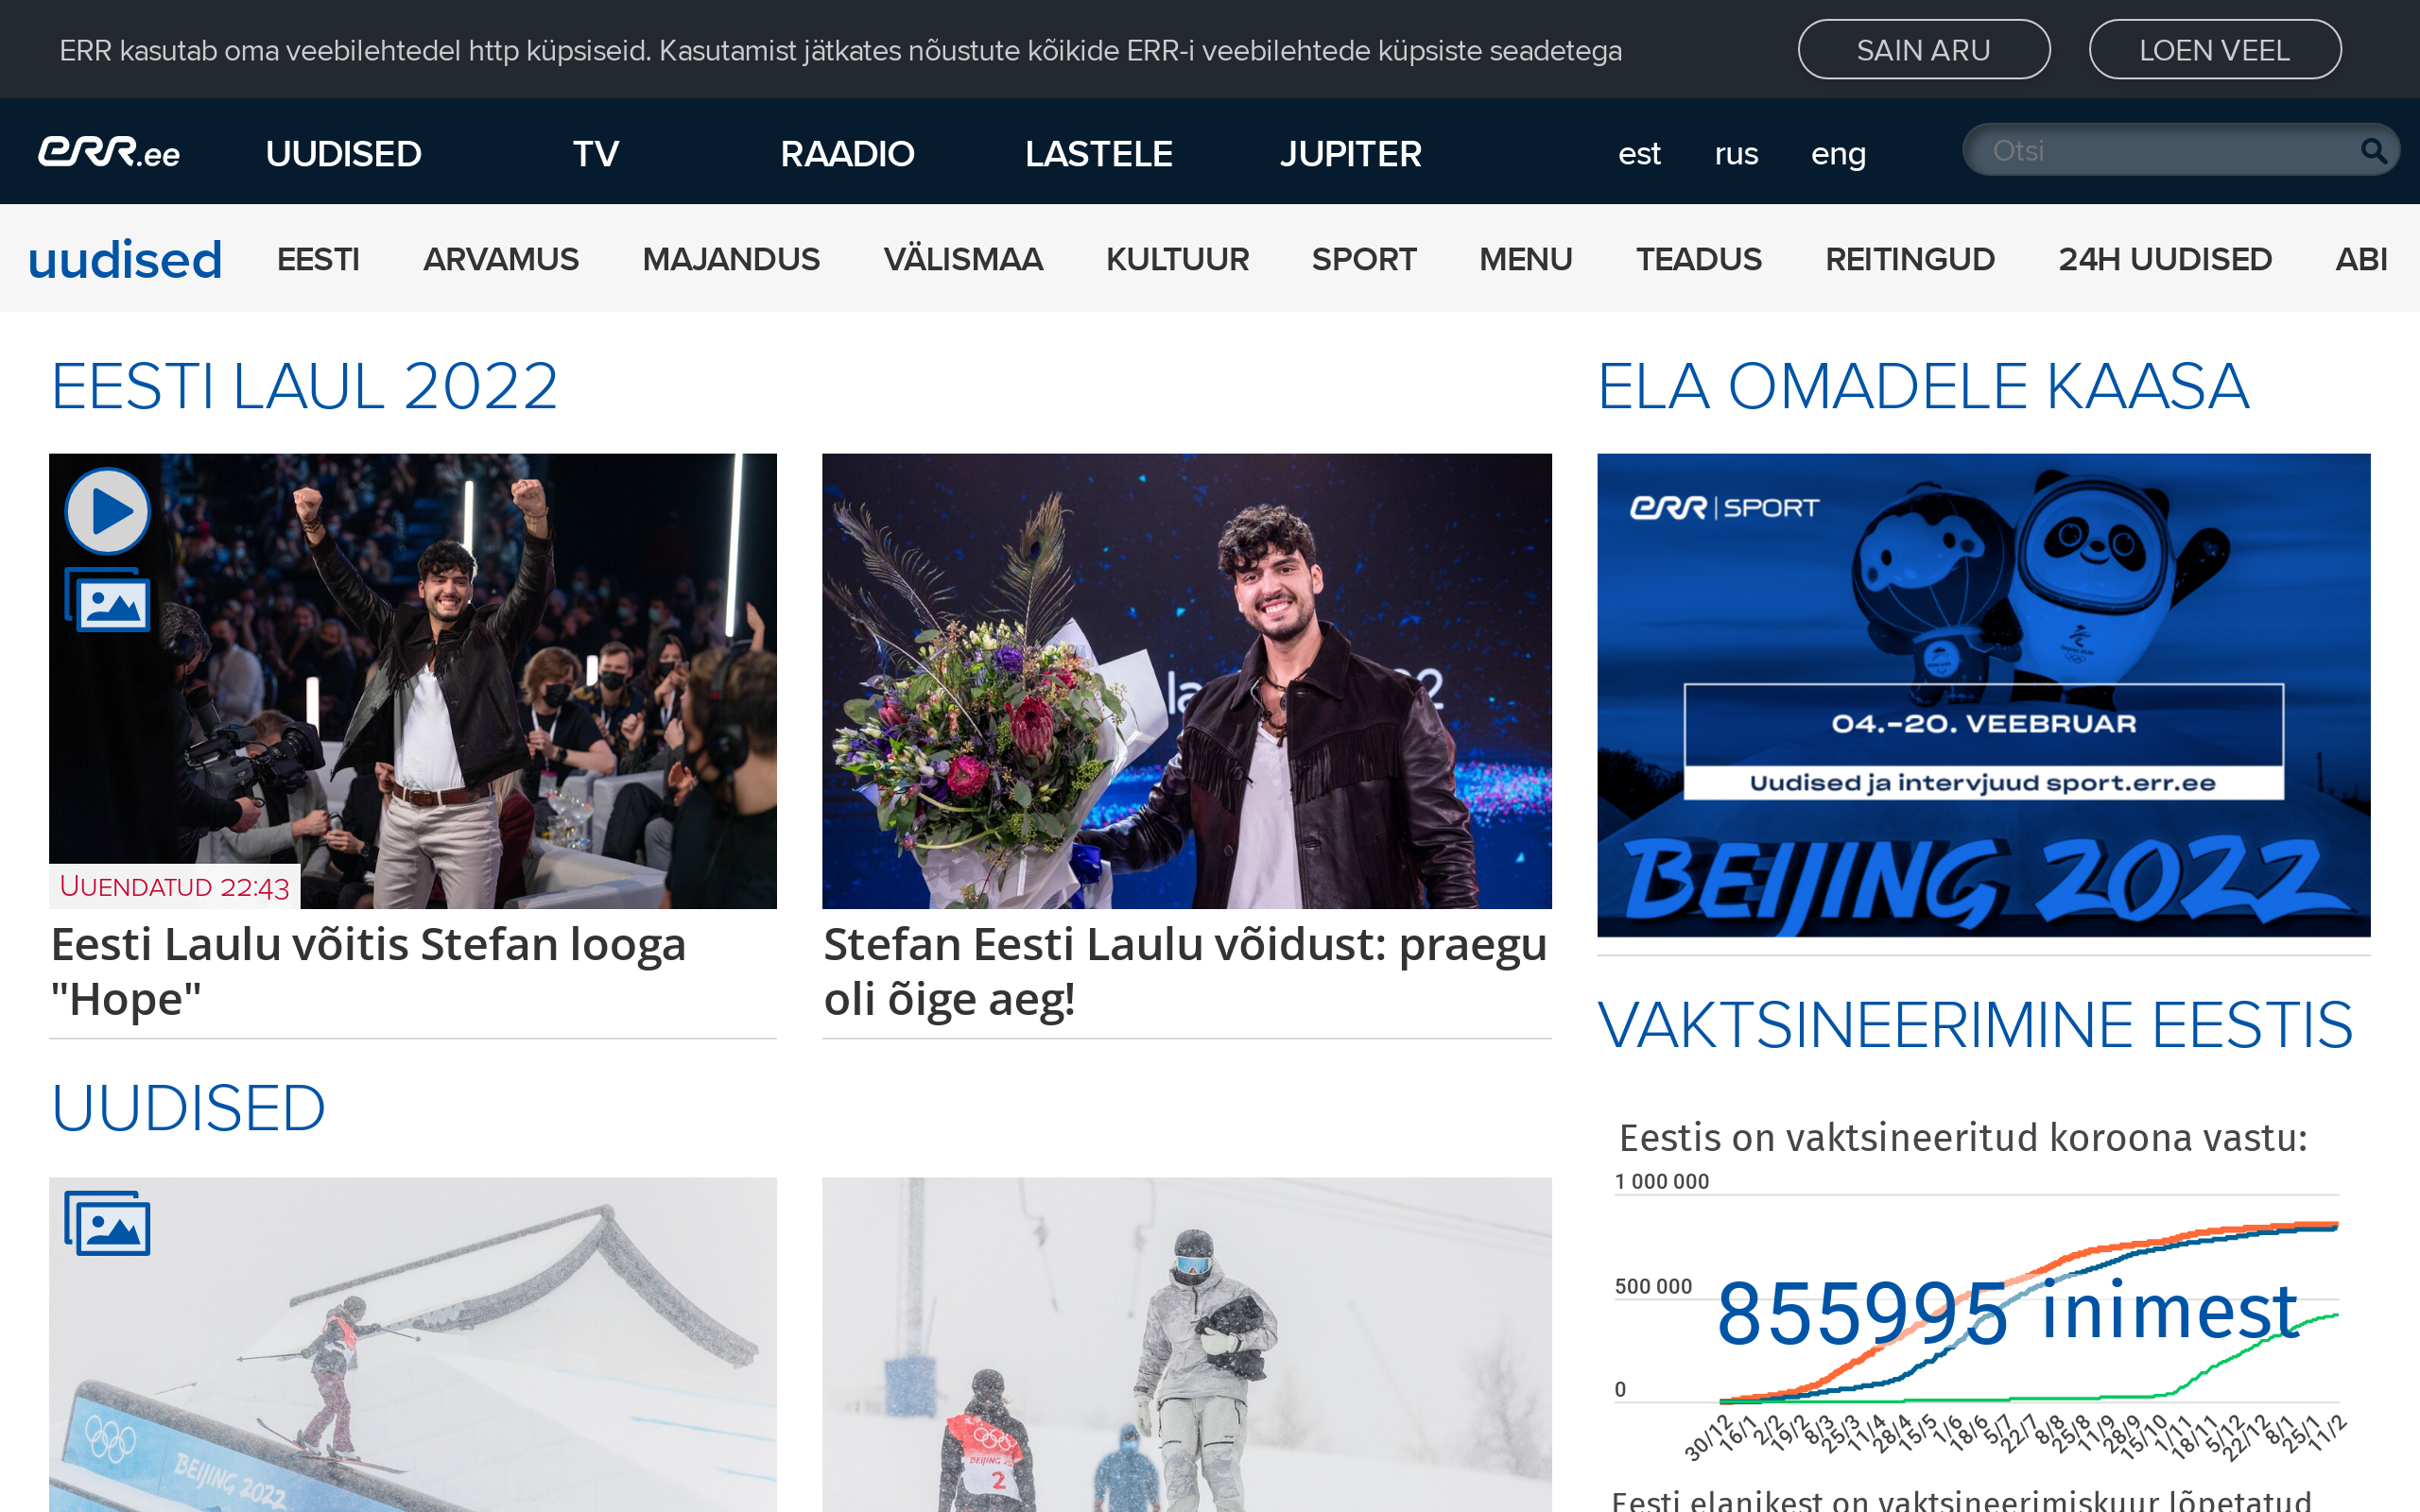 ERR kasutab oma veebilehtedel http küpsiseid. Kasutamist jätkates nõustute kõikide ERR-i veebilehtede küpsiste seadetega
SAIN ARU
LOEN VEEL
err.ee
UUDISED
TV
RAADIO
LASTELE
JUPITER
est
rus
eng
Otsi
uudised
EESTI
ARVAMUS
MAJANDUS
VÄLISMAA
KULTUUR
SPORT
MENU
TEADUS
REITINGUD
24H UUDISED
ABI
EESTI LAUL 2022
UUENDATUD 22:43
Eesti Laulu võitis Stefan looga
"Hope"
Stefan Eesti Laulu võidust: praegu
oli õige aeg!
ELA OMADELE KAASA
err | SPORT
04.-20. VEEBRUAR
Uudised ja intervjuud sport.err.ee
BEIJING 2022
UUDISED
BEIJING 2022
BEIJING 2022
2
VAKTSINEERIMINE EESTIS
Eestis on vaktsineeritud koroona vastu:
1 000 000
500 000
0
855995 inimest
30/12
16/1
2/2
19/2
8/3
25/3
11/4
28/4
15/5
1/6
18/6
5/7
22/7
8/8
25/8
11/9
28/9
15/10
1/11
18/11
5/12
22/12
8/1
25/1
11/2
Eesti elanikest on vaktsineerimiskuur lõpetatud